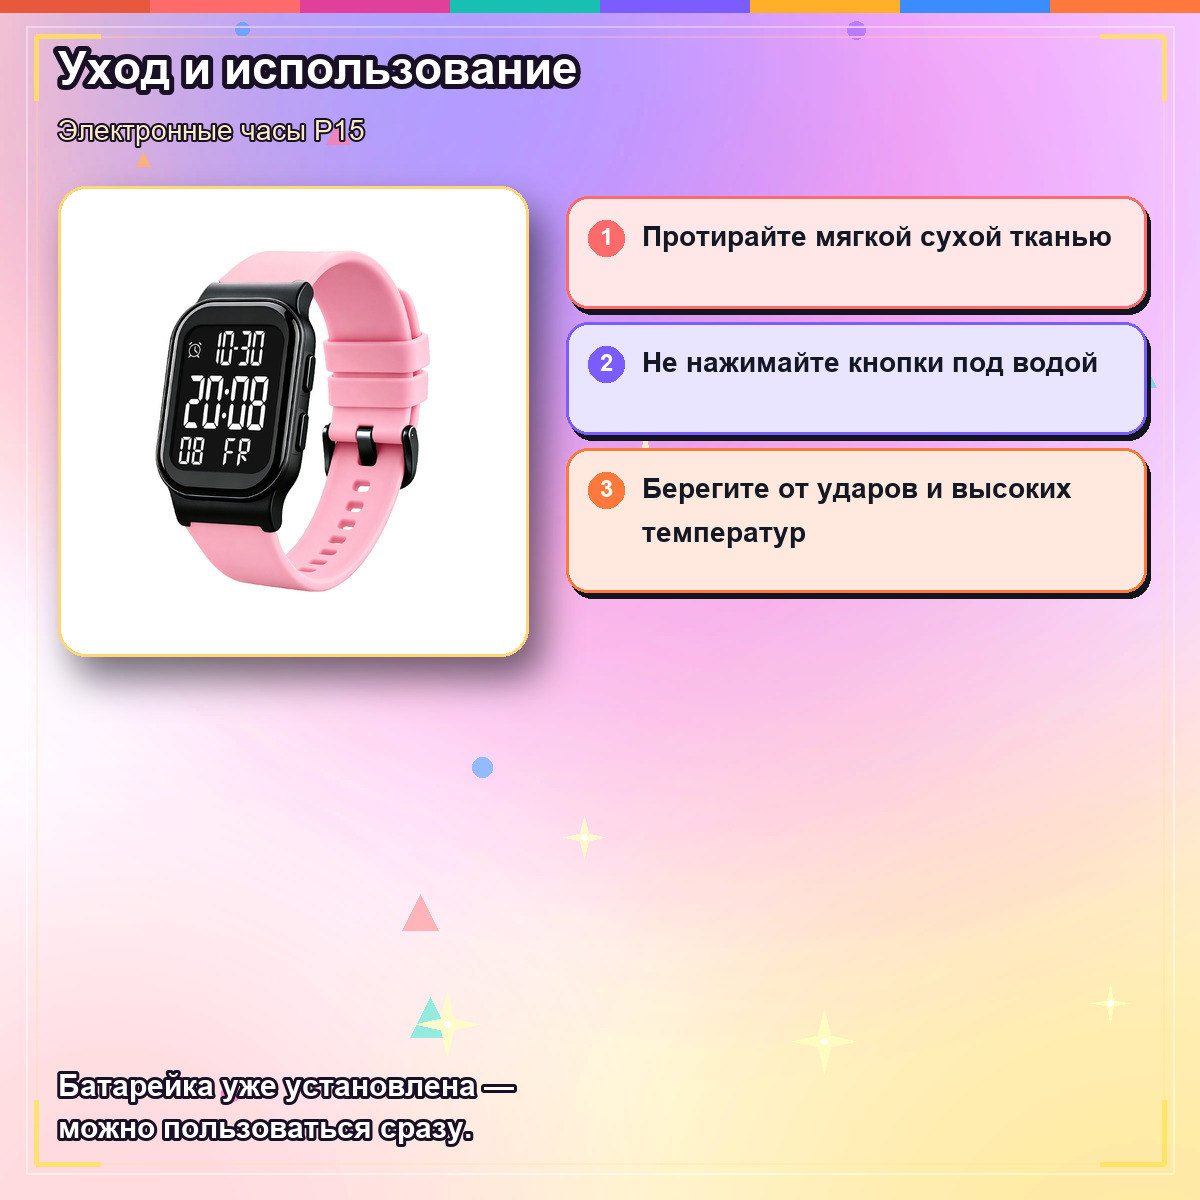 Уход и использование
Электронные часы P15
10:30
20:08
08 FR
1 Протирайте мягкой сухой тканью
2 Не нажимайте кнопки под водой
3 Берегите от ударов и высоких
температур
Батарейка уже установлена —
можно пользоваться сразу.